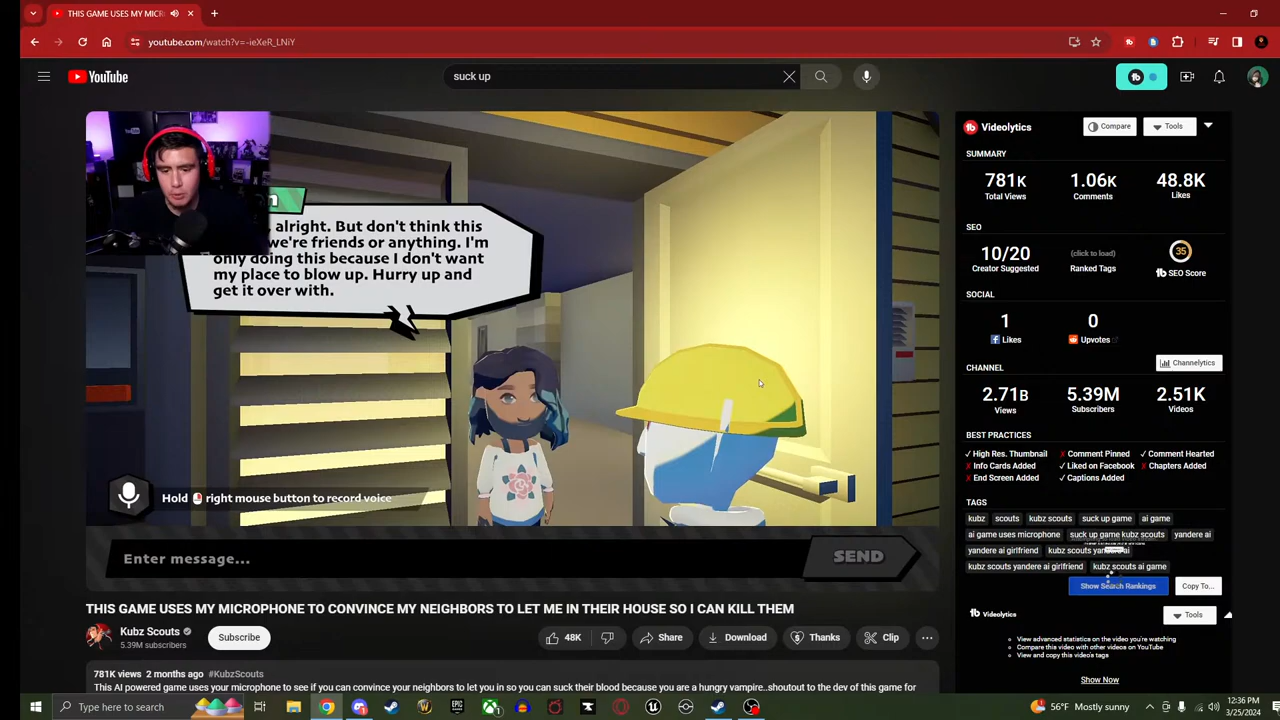 THIS GAME USES MY MICR
youtube.com/watch?v=-ieXeR_LNiY
YouTube
suck up
alright. But don't think this
we're friends or anything. I'm
only doing this because I don't want
my place to blow up. Hurry up and
get it over with.
Hold right mouse button to record voice
Enter message...
SEND
THIS GAME USES MY MICROPHONE TO CONVINCE MY NEIGHBORS TO LET ME IN THEIR HOUSE SO I CAN KILL THEM
Kubz Scouts
5.39M subscribers
Subscribe
48K
Share
Download
Thanks
Clip
781K views 2 months ago #KubzScouts
This AI powered game uses your microphone to see if you can convince your neighbors to let you in so you can suck their blood because you are a hungry vampire..shoutout to the dev of this game for
tb Videolytics
Compare
Tools
SUMMARY
781K 1.06K 48.8K
Total Views Comments Likes
SEO
10/20 (click to load) 35
Creator Suggested Ranked Tags tb SEO Score
SOCIAL
1 0
Likes Upvotes
CHANNEL
Channelytics
2.71B 5.39M 2.51K
Views Subscribers Videos
BEST PRACTICES
✓ High Res. Thumbnail ✗ Comment Pinned ✓ Comment Hearted
✗ Info Cards Added ✓ Liked on Facebook ✗ Chapters Added
✗ End Screen Added ✓ Captions Added
TAGS
kubz scouts kubz scouts suck up game ai game
ai game uses microphone suck up game kubz scouts yandere ai
yandere ai girlfriend kubz scouts yandere ai
kubz scouts yandere ai girlfriend kubz scouts ai game
Show Search Rankings Copy To...
tb Videolytics Tools
View advanced statistics on the video you're watching
Compare this video with other videos on YouTube
View and copy this video's tags
Show Now
Type here to search
56°F Mostly sunny
12:36 PM
3/25/2024